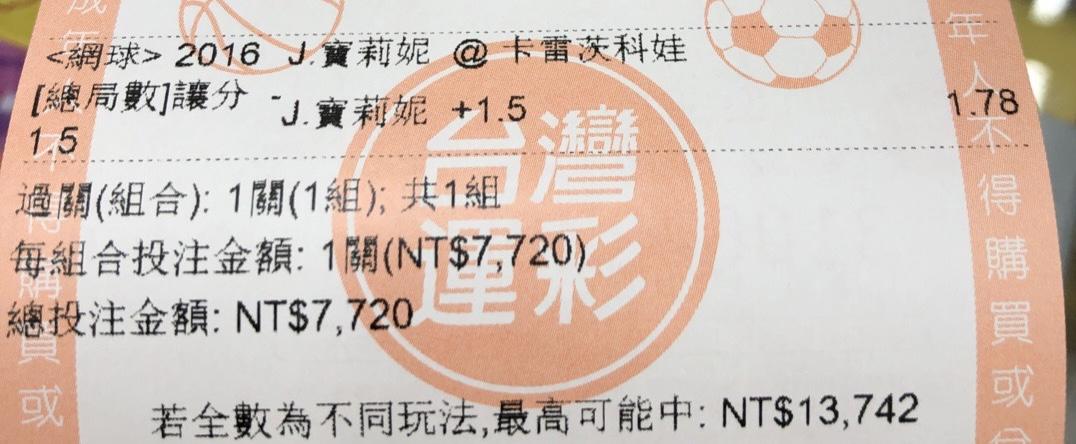 <網球> 2016 J.寶莉妮 @ 卡雷茨科娃
[總局數]讓分 - J.寶莉妮 +1.5 1.78
1.5
過關(組合): 1關(1組); 共1組
每組合投注金額: 1關(NT$7,720)
總投注金額: NT$7,720
若全數為不同玩法,最高可能中: NT$13,742
台灣
運彩
年人不得購買或